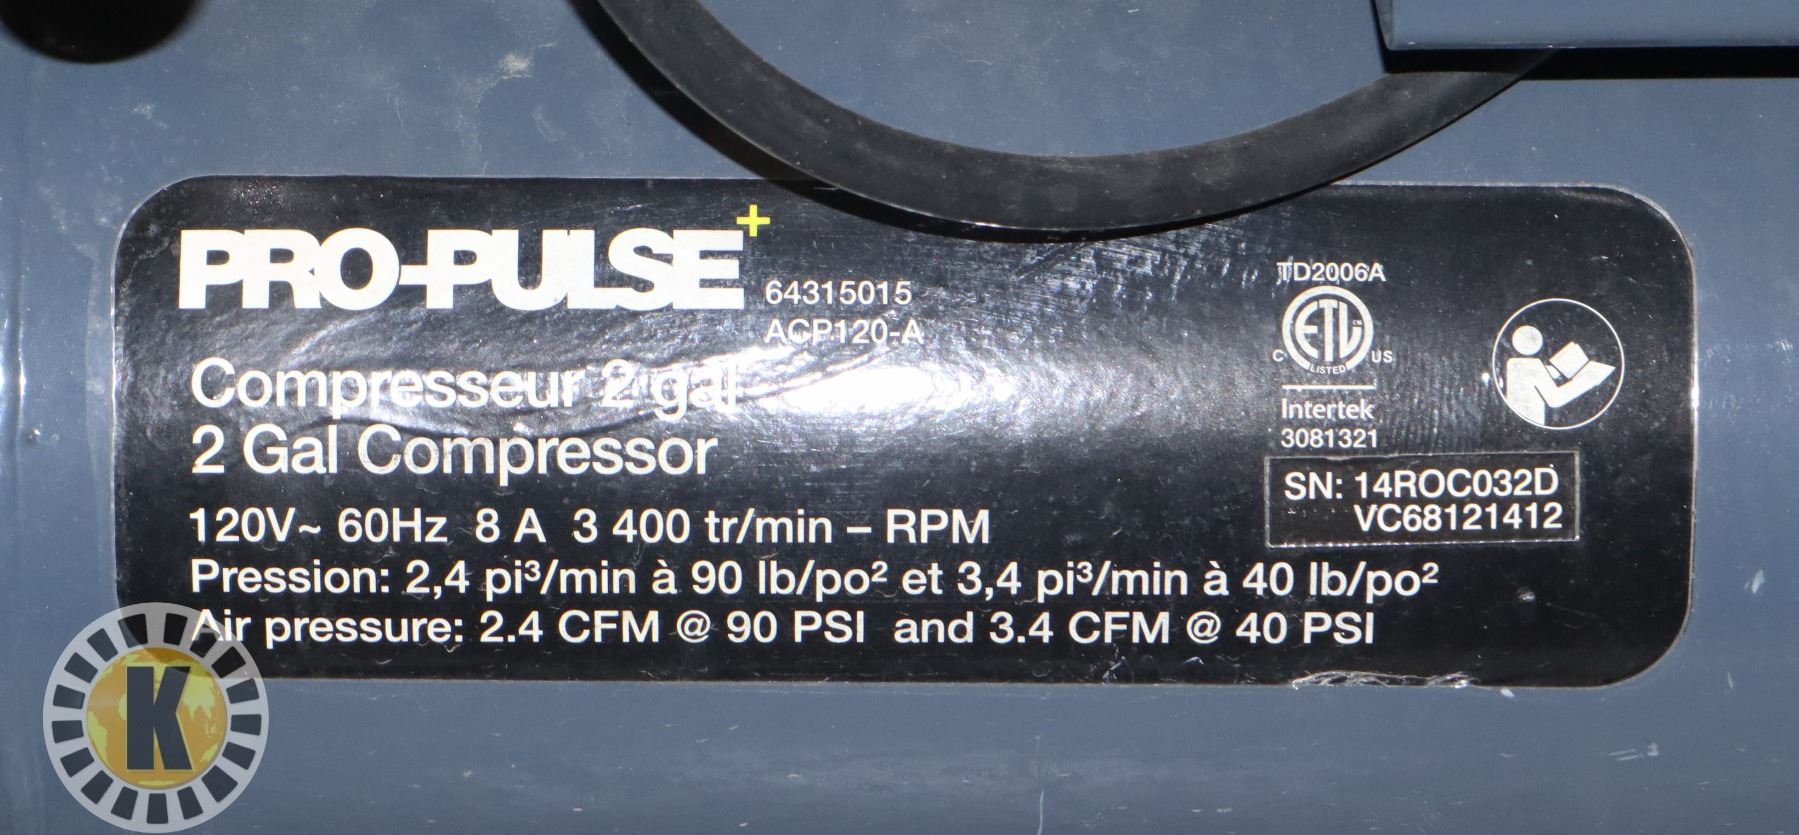 PRO-PULSE+
64315015
ACP120-A
Compresseur 2 gal
2 Gal Compressor
120V~ 60Hz 8 A 3 400 tr/min – RPM
Pression: 2,4 pi³/min à 90 lb/po² et 3,4 pi³/min à 40 lb/po²
Air pressure: 2.4 CFM @ 90 PSI and 3.4 CFM @ 40 PSI
TD2006A
ETL CM
C US
LISTED
Intertek
3081321
SN: 14ROC032D
VC68121412
K